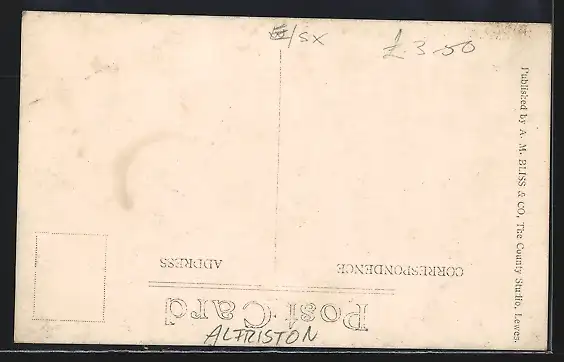 E/SX
£3-50
Published by A. M. BLISS & CO, The County Studio, Lewes.
CORRESPONDENCE
ADDRESS
Post Card
ALFRISTON